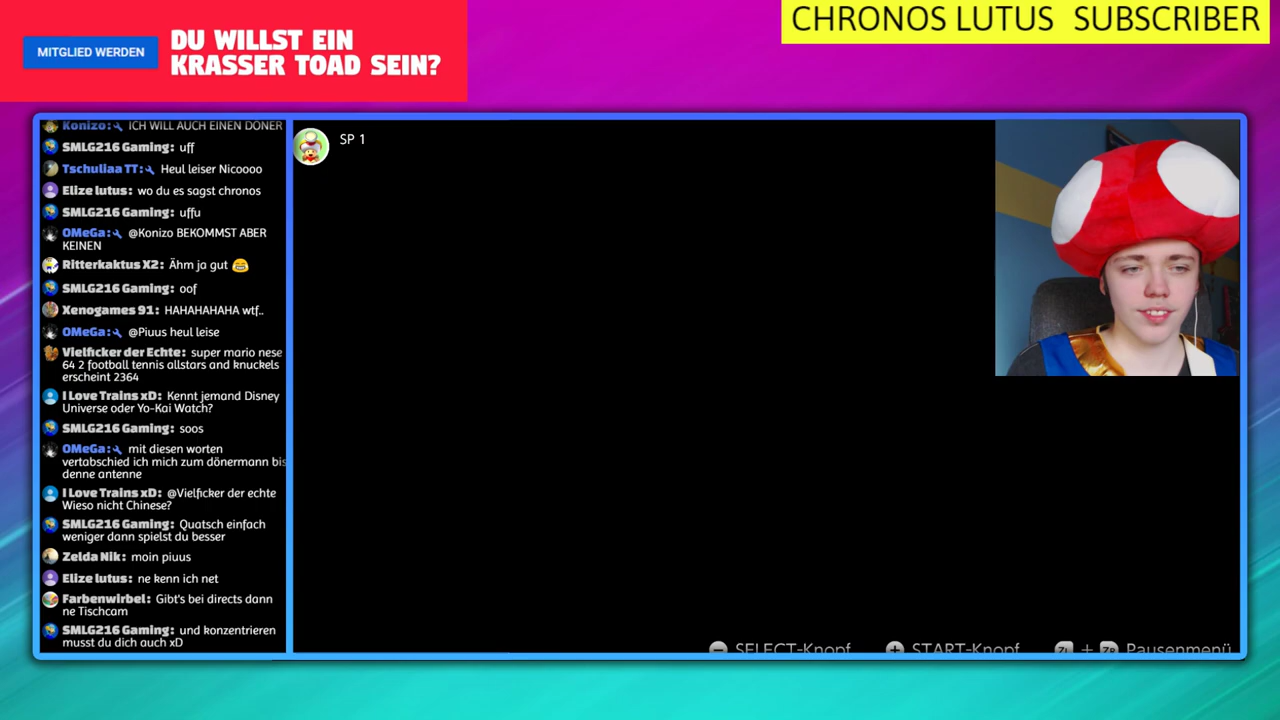 MITGLIED WERDEN
DU WILLST EIN
KRASSER TOAD SEIN?
CHRONOS LUTUS SUBSCRIBER
Konizo: ICH WILL AUCH EINEN DÖNER
SMLG216 Gaming: uff
Tschuliaa TT: Heul leiser Nicoooo
Elize lutus: wo du es sagst chronos
SMLG216 Gaming: uffu
OMeGa: @Konizo BEKOMMST ABER
KEINEN
Ritterkaktus X2: Ähm ja gut 😂
SMLG216 Gaming: oof
Xenogames 91: HAHAHAHAHA wtf..
OMeGa: @Piuus heul leise
Vielficker der Echte: super mario nese
64 2 football tennis allstars and knuckels
erscheint 2364
I Love Trains xD: Kennt jemand Disney
Universe oder Yo-Kai Watch?
SMLG216 Gaming: soos
OMeGa: mit diesen worten
vertabschied ich mich zum dönermann bis
denne antenne
I Love Trains xD: @Vielficker der echte
Wieso nicht Chinese?
SMLG216 Gaming: Quatsch einfach
weniger dann spielst du besser
Zelda Nik: moin piuus
Elize lutus: ne kenn ich net
Farbenwirbel: Gibt's bei directs dann
ne Tischcam
SMLG216 Gaming: und konzentrieren
musst du dich auch xD
SP 1
SELECT-Knopf START-Knopf ZL + ZR Pausenmenü